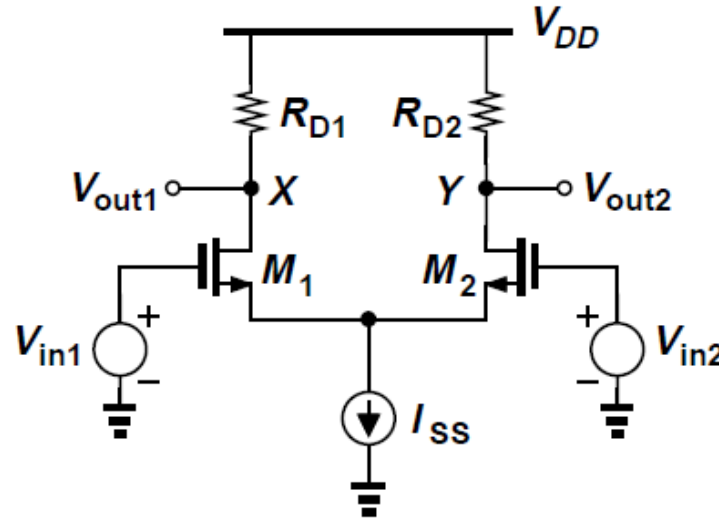 VDD
RD1 RD2
Vout1 X Y Vout2
M1 M2
Vin1 + − + − Vin2
ISS